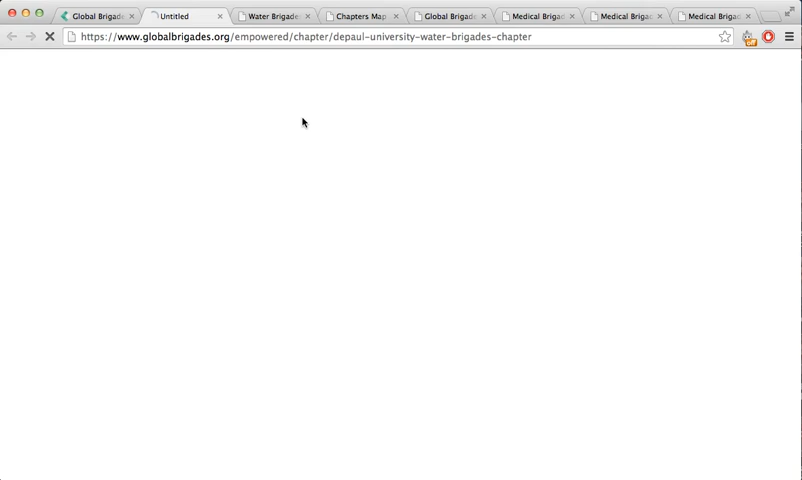 Global Brigade
Untitled
Water Brigade
Chapters Map
Global Brigade
Medical Brigad
Medical Brigad
Medical Brigad
https://www.globalbrigades.org/empowered/chapter/depaul-university-water-brigades-chapter
off